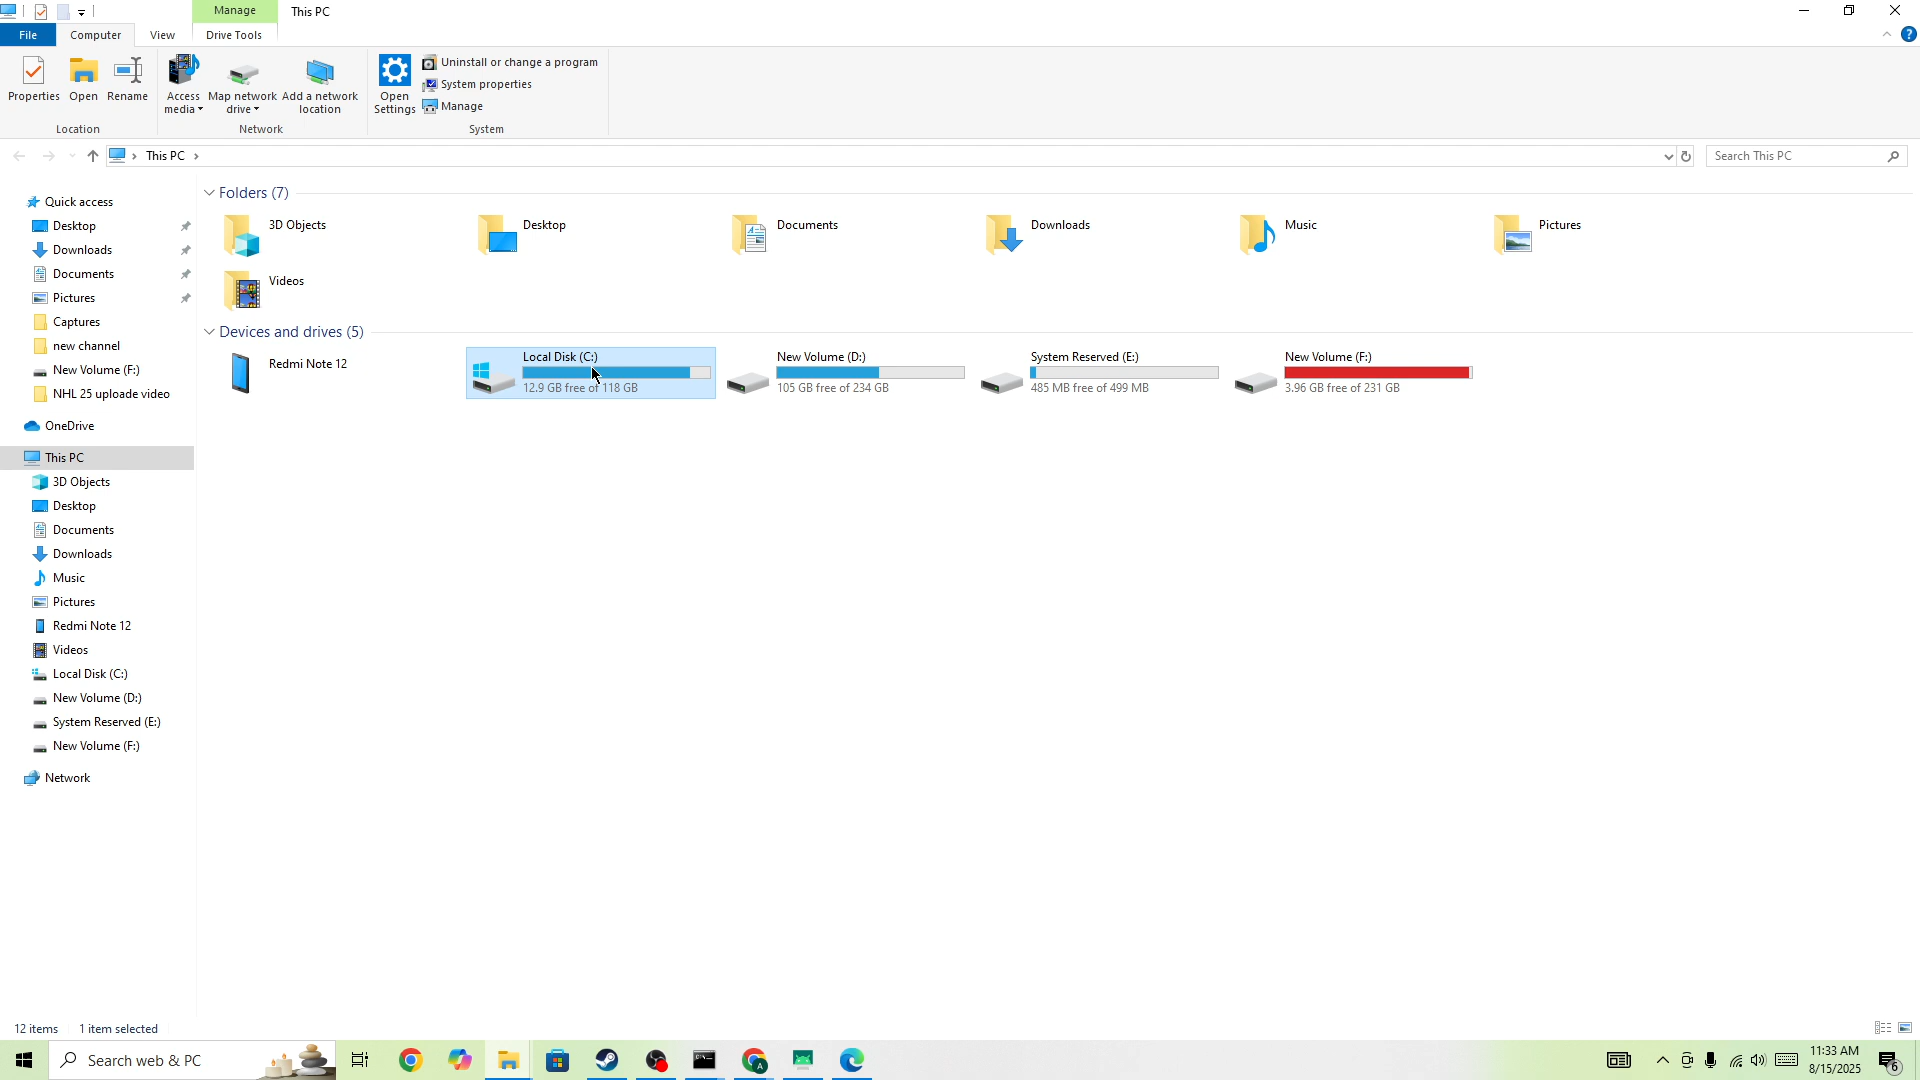 Manage
This PC
File
Computer
View
Drive Tools
Properties
Open
Rename
Access media
Map network drive
Add a network location
Open Settings
Uninstall or change a program
System properties
Manage
Location
Network
System
This PC
Search This PC
Quick access
Desktop
Downloads
Documents
Pictures
Captures
new channel
New Volume (F:)
NHL 25 uploade video
OneDrive
This PC
3D Objects
Desktop
Documents
Downloads
Music
Pictures
Redmi Note 12
Videos
Local Disk (C:)
New Volume (D:)
System Reserved (E:)
New Volume (F:)
Network
Folders (7)
3D Objects
Desktop
Documents
Downloads
Music
Pictures
Videos
Devices and drives (5)
Redmi Note 12
Local Disk (C:)
12.9 GB free of 118 GB
New Volume (D:)
105 GB free of 234 GB
System Reserved (E:)
485 MB free of 499 MB
New Volume (F:)
3.96 GB free of 231 GB
12 items
1 item selected
Search web & PC
11:33 AM
8/15/2025
6